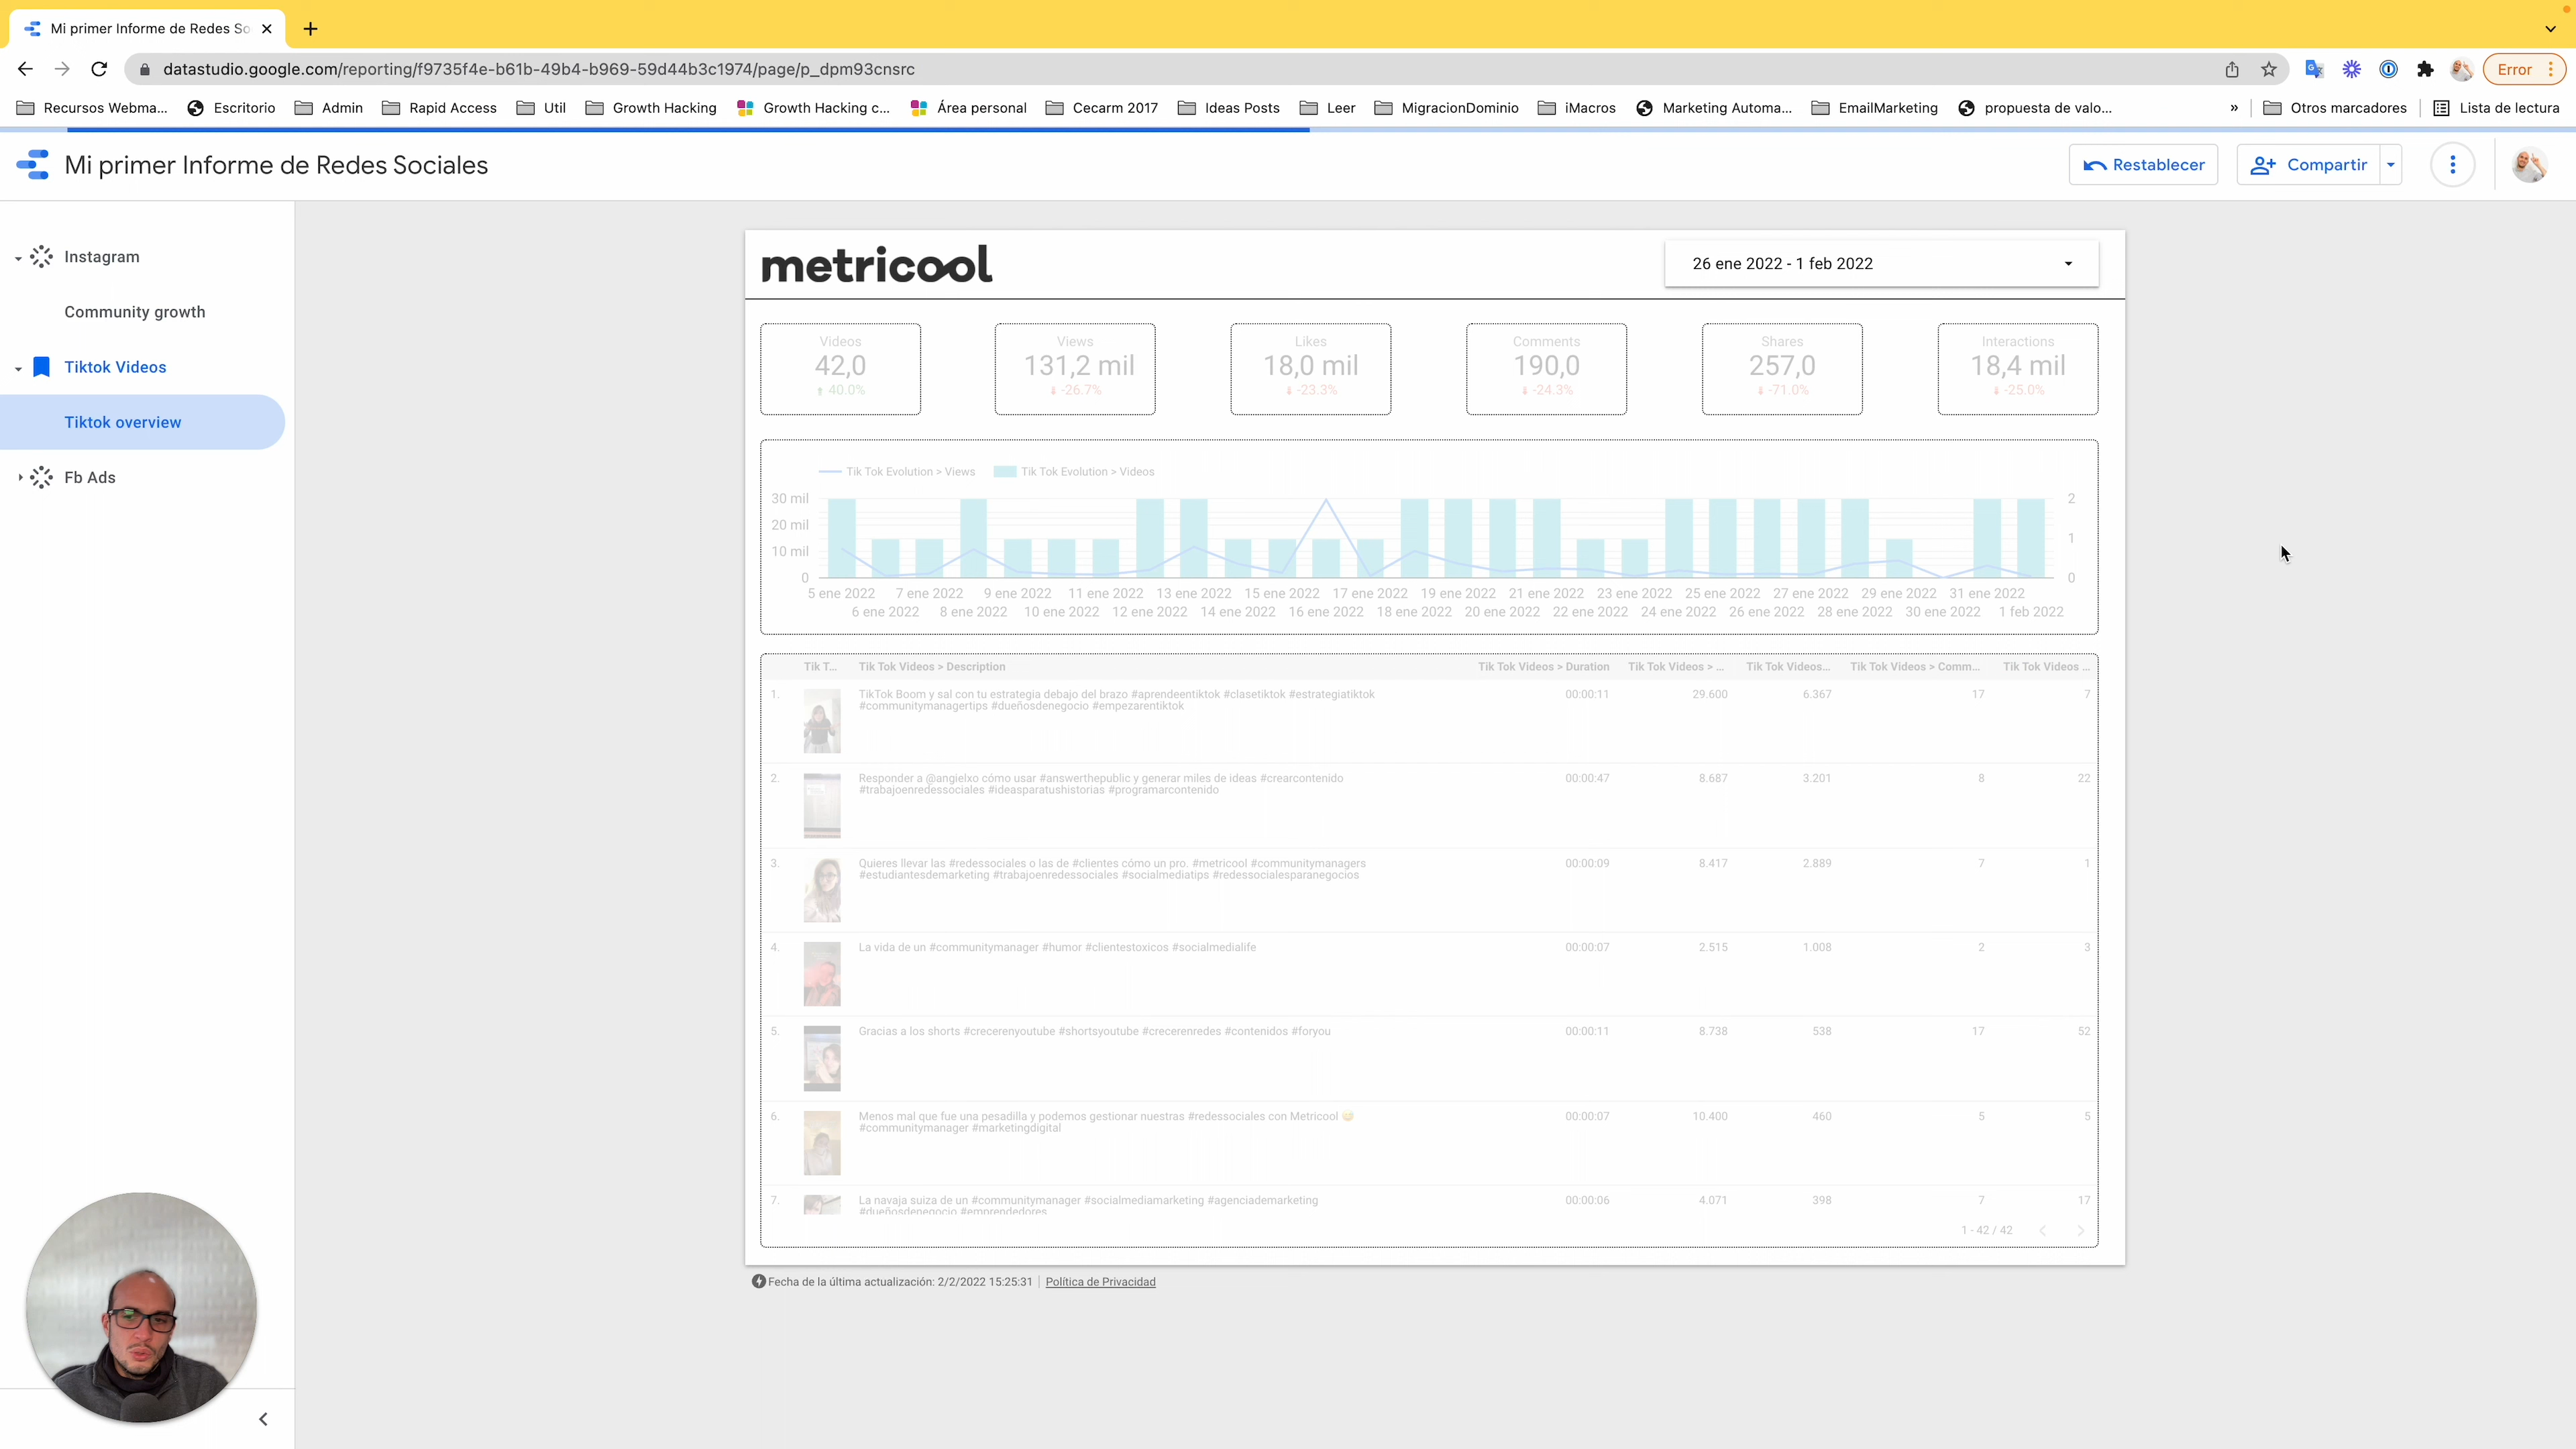 Mi primer Informe de Redes So
datastudio.google.com/reporting/f9735f4e-b61b-49b4-b969-59d44b3c1974/page/p_dpm93cnsrc
Error
Recursos Webma... Escritorio Admin Rapid Access Util Growth Hacking Growth Hacking c... Área personal Cecarm 2017 Ideas Posts Leer MigracionDominio iMacros Marketing Automa... EmailMarketing propuesta de valo... » Otros marcadores Lista de lectura
Mi primer Informe de Redes Sociales
Restablecer
Compartir
Instagram
Community growth
Tiktok Videos
Tiktok overview
Fb Ads
metricool
26 ene 2022 - 1 feb 2022
Videos
42,0
40.0%
Views
131,2 mil
-26.7%
Likes
18,0 mil
-23.3%
Comments
190,0
-24.3%
Shares
257,0
-71.0%
Interactions
18,4 mil
-25.0%
Tik Tok Evolution > Views Tik Tok Evolution > Videos
30 mil 2
20 mil
10 mil 1
0 0
5 ene 2022 7 ene 2022 9 ene 2022 11 ene 2022 13 ene 2022 15 ene 2022 17 ene 2022 19 ene 2022 21 ene 2022 23 ene 2022 25 ene 2022 27 ene 2022 29 ene 2022 31 ene 2022
6 ene 2022 8 ene 2022 10 ene 2022 12 ene 2022 14 ene 2022 16 ene 2022 18 ene 2022 20 ene 2022 22 ene 2022 24 ene 2022 26 ene 2022 28 ene 2022 30 ene 2022 1 feb 2022
Tik T... Tik Tok Videos > Description Tik Tok Videos > Duration Tik Tok Videos > ... Tik Tok Videos... Tik Tok Videos > Comm... Tik Tok Videos ...
1. TikTok Boom y sal con tu estrategia debajo del brazo #aprendeentiktok #clasetiktok #estrategiatiktok 00:00:11 29.600 6.367 17 7
#communitymanagertips #dueñosdenegocio #empezarentiktok
2. Responder a @angielxo cómo usar #answerthepublic y generar miles de ideas #crearcontenido 00:00:47 8.687 3.201 8 22
#trabajoenredessociales #ideasparatushistorias #programarcontenido
3. Quieres llevar las #redessociales o las de #clientes cómo un pro. #metricool #communitymanagers 00:00:09 8.417 2.889 7 1
#estudiantesdemarketing #trabajoenredessociales #socialmediatips #redessocialesparanegocios
4. La vida de un #communitymanager #humor #clientestoxicos #socialmedialife 00:00:07 2.515 1.008 2 3
5. Gracias a los shorts #crecerenyoutube #shortsyoutube #crecerenredes #contenidos #foryou 00:00:11 8.738 538 17 52
6. Menos mal que fue una pesadilla y podemos gestionar nuestras #redessociales con Metricool 😅 00:00:07 10.400 460 5 5
#communitymanager #marketingdigital
7. La navaja suiza de un #communitymanager #socialmediamarketing #agenciademarketing 00:00:06 4.071 398 7 17
#dueñosdenegocio #emprendedores
1 - 42 / 42
Fecha de la última actualización: 2/2/2022 15:25:31 Política de Privacidad